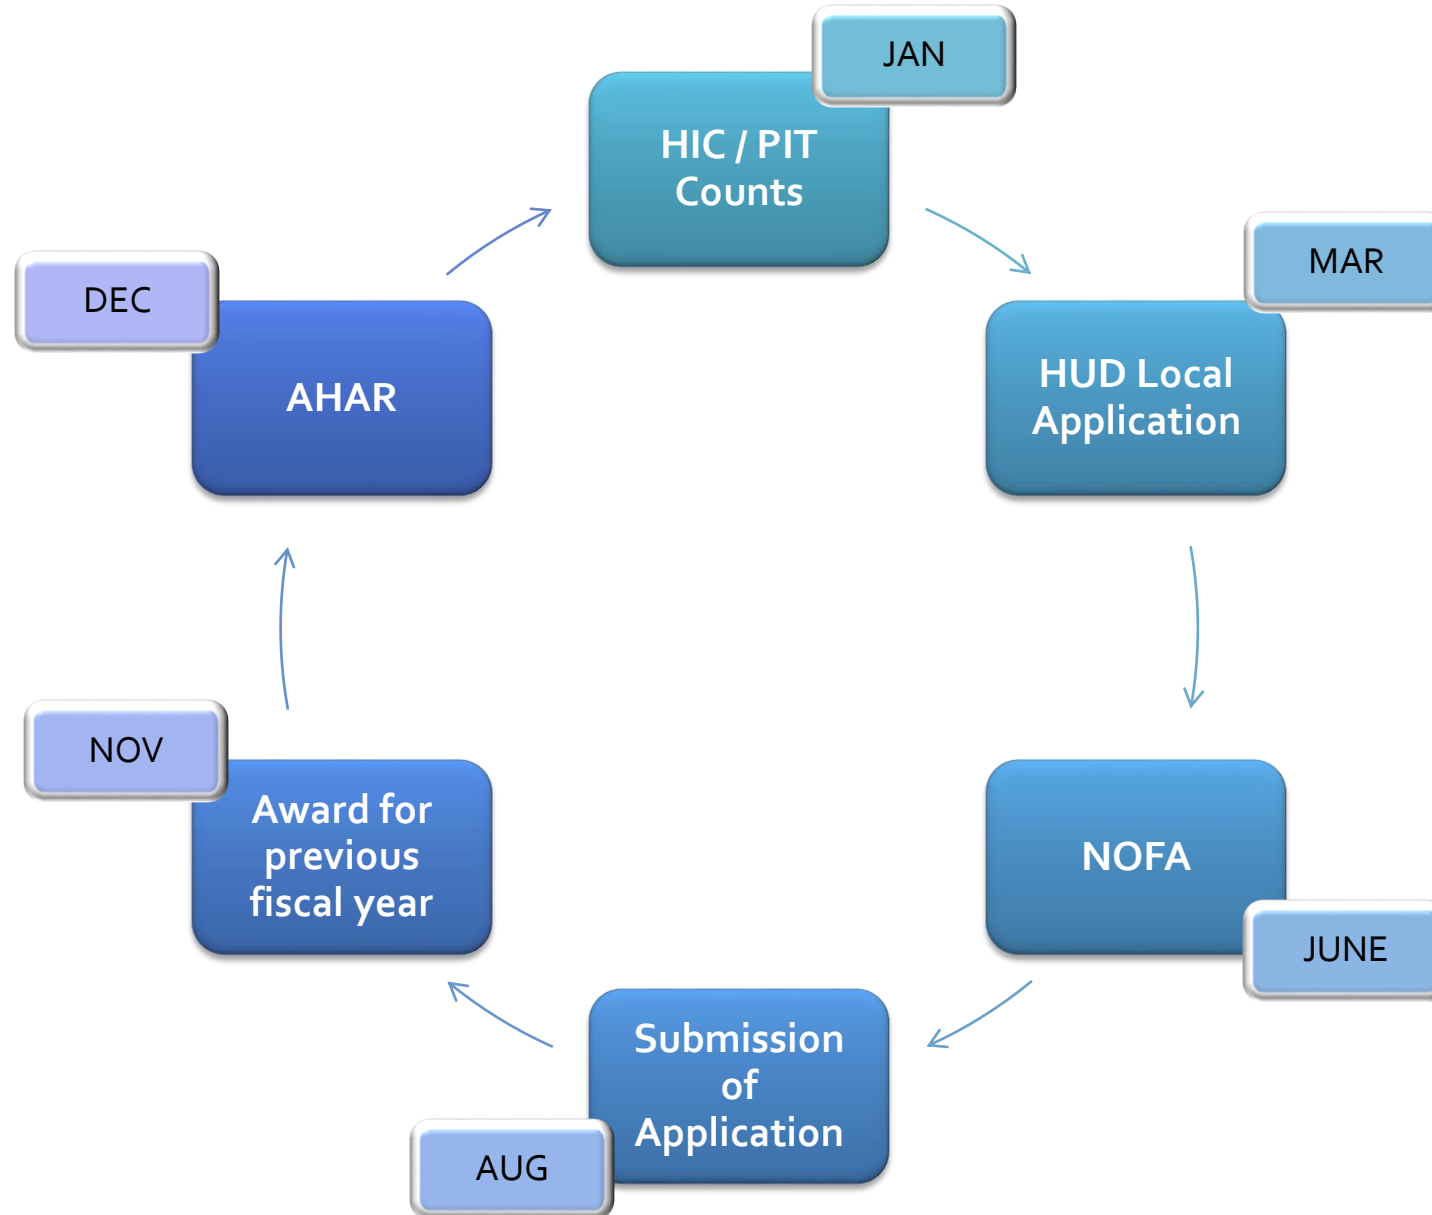 JAN
HIC / PIT
Counts
MAR
HUD Local
Application
NOFA
JUNE
Submission
of
Application
AUG
NOV
Award for
previous
fiscal year
DEC
AHAR